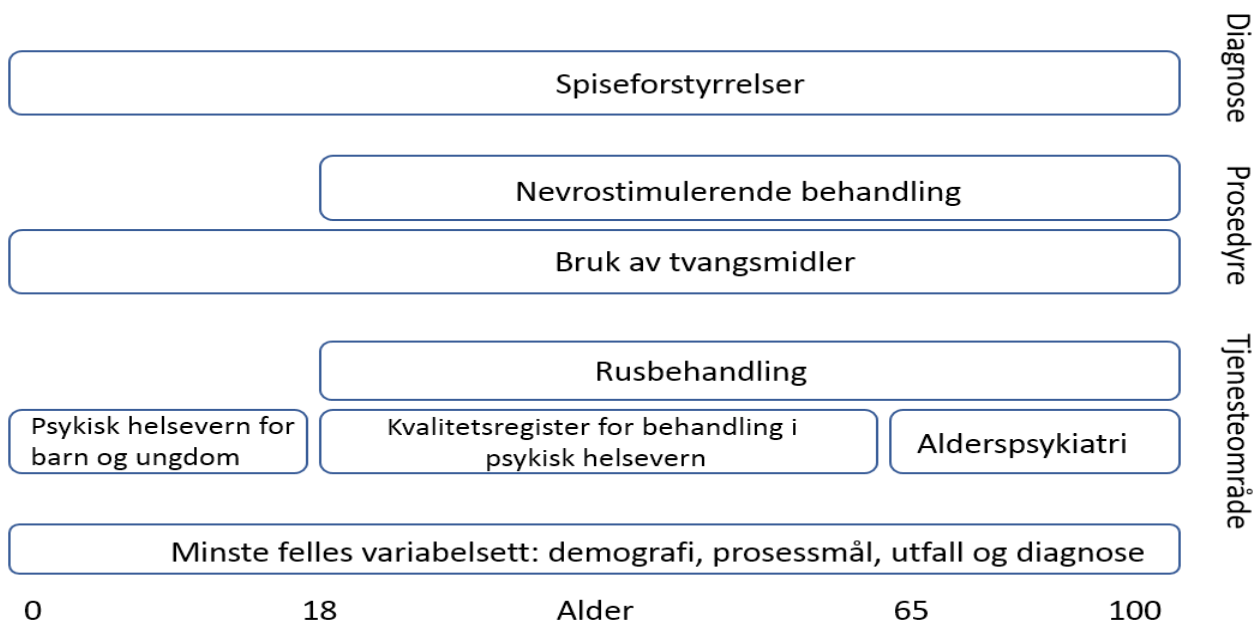 Diagnose
Spiseforstyrrelser
Prosedyre
Nevrostimulerende behandling
Bruk av tvangsmidler
Tjenesteområde
Rusbehandling
Psykisk helsevern for
barn og ungdom
Kvalitetsregister for behandling i
psykisk helsevern
Alderspsykiatri
Minste felles variabelsett: demografi, prosessmål, utfall og diagnose
0 18 Alder 65 100